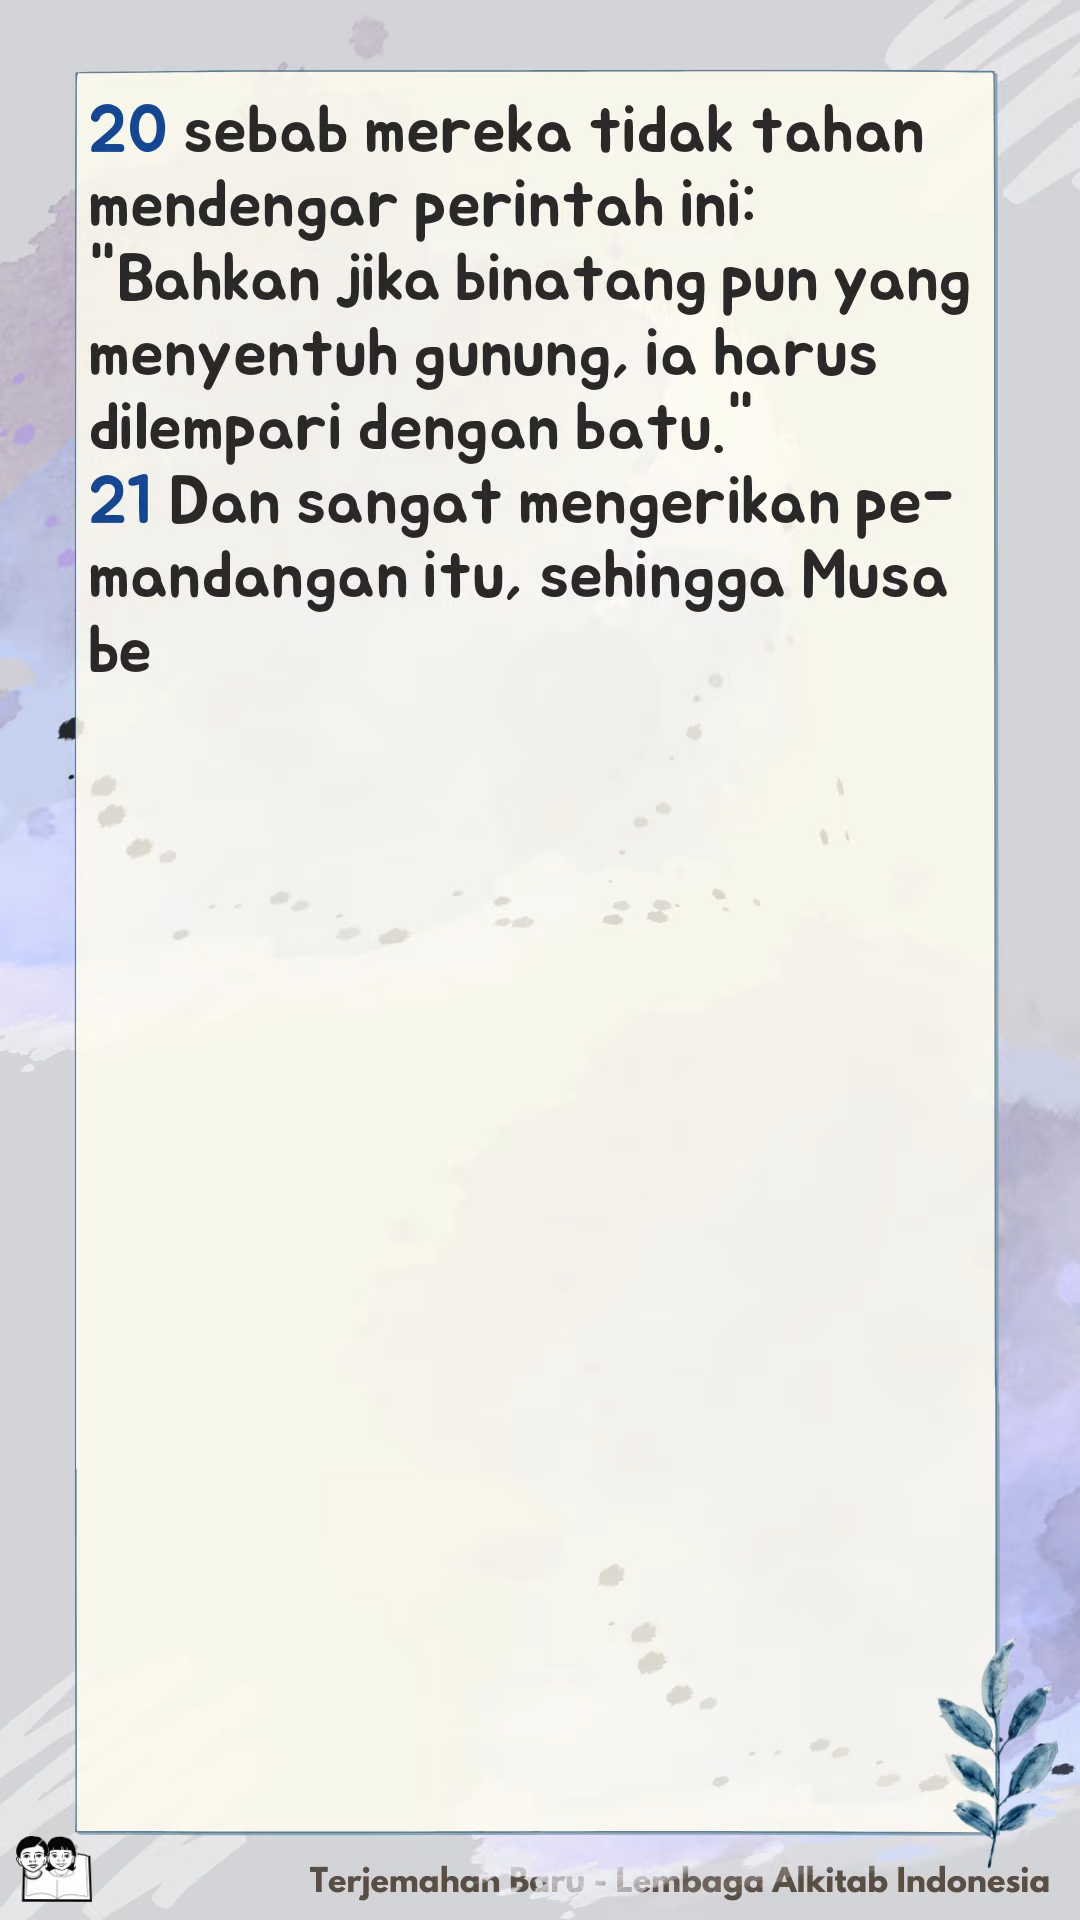 20 sebab mereka tidak tahan
mendengar perintah ini:
"Bahkan jika binatang pun yang
menyentuh gunung, ia harus
dilempari dengan batu."
21 Dan sangat mengerikan pe-
mandangan itu, sehingga Musa
be
Terjemahan Baru - Lembaga Alkitab Indonesia